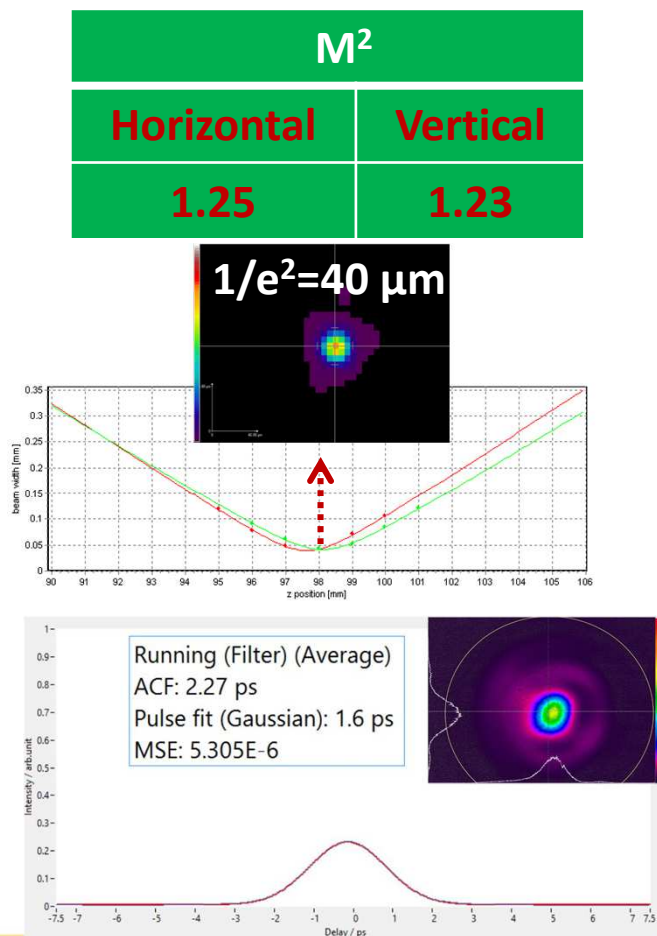 M²
Horizontal Vertical
1.25 1.23
1/e²=40 µm
0.35
0.3
0.25
0.2
0.15
0.1
0.05
0
beam width [mm]
90 91 92 93 94 95 96 97 98 99 100 101 102 103 104 105 106
z position [mm]
Running (Filter) (Average)
ACF: 2.27 ps
Pulse fit (Gaussian): 1.6 ps
MSE: 5.305E-6
1
0.9
0.8
0.7
0.6
0.5
0.4
0.3
0.2
0.1
0
Intensity / arb.unit
-7.5 -7 -6 -5 -4 -3 -2 -1 0 1 2 3 4 5 6 7 7.5
Delay / ps